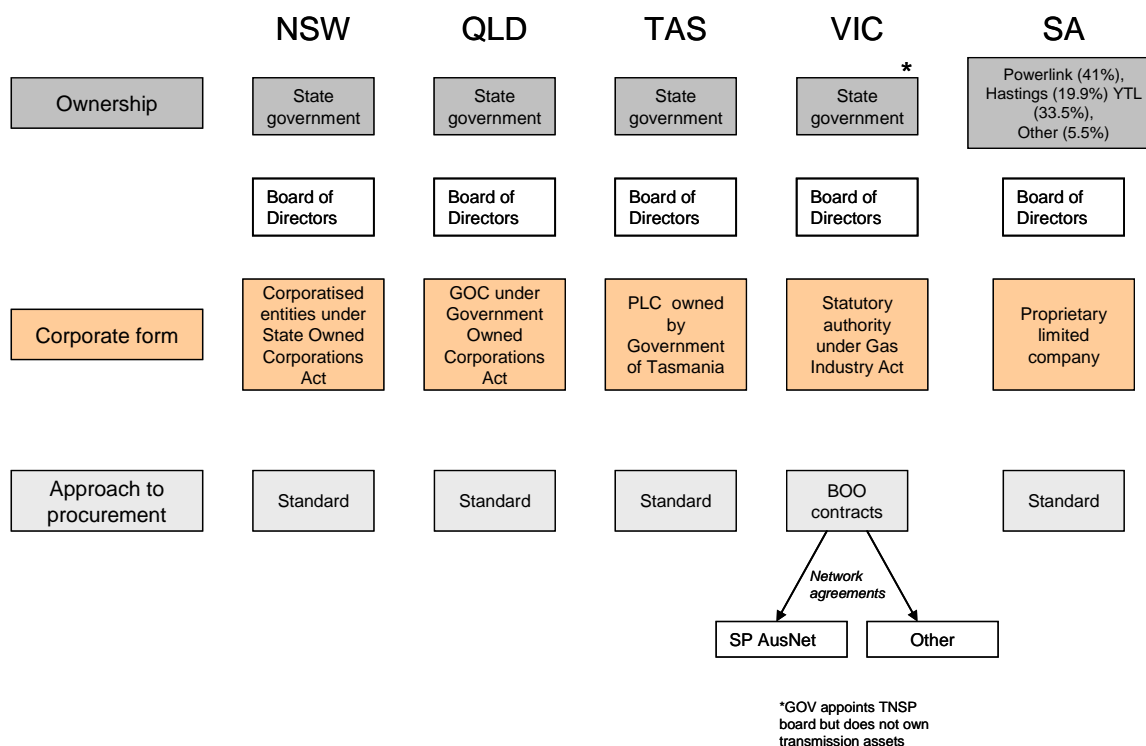 NSW
QLD
TAS
VIC
SA
Ownership
State
government
State
government
State
government
*
State
government
Powerlink (41%),
Hastings (19.9%) YTL
(33.5%),
Other (5.5%)
Board of
Directors
Board of
Directors
Board of
Directors
Board of
Directors
Board of
Directors
Corporate form
Corporatised
entities under
State Owned
Corporations
Act
GOC under
Government
Owned
Corporations
Act
PLC owned
by
Government
of Tasmania
Statutory
authority
under Gas
Industry Act
Proprietary
limited
company
Approach to
procurement
Standard
Standard
Standard
BOO
contracts
Standard
Network
agreements
SP AusNet
Other
*GOV appoints TNSP
board but does not own
transmission assets